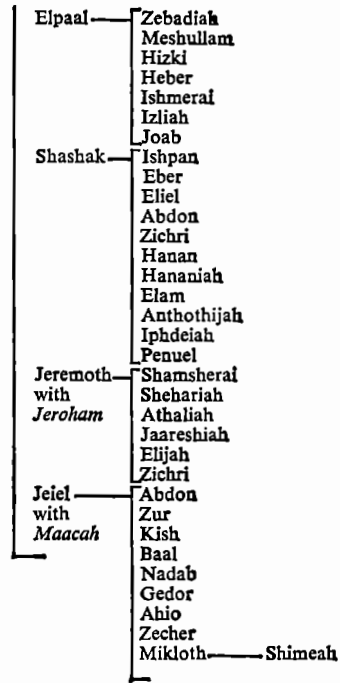 Elpaal Zebadiah
Meshullam
Hizki
Heber
Ishmerai
Izliah
Joab
Shashak Ishpan
Eber
Eliel
Abdon
Zichri
Hanan
Hananiah
Elam
Anthothijah
Iphdeiah
Penuel
Jeremoth Shamsherai
with Shehariah
Jeroham Athaliah
Jaareshiah
Elijah
Zichri
Jeiel Abdon
with Zur
Maacah Kish
Baal
Nadab
Gedor
Ahio
Zecher
Mikloth Shimeah